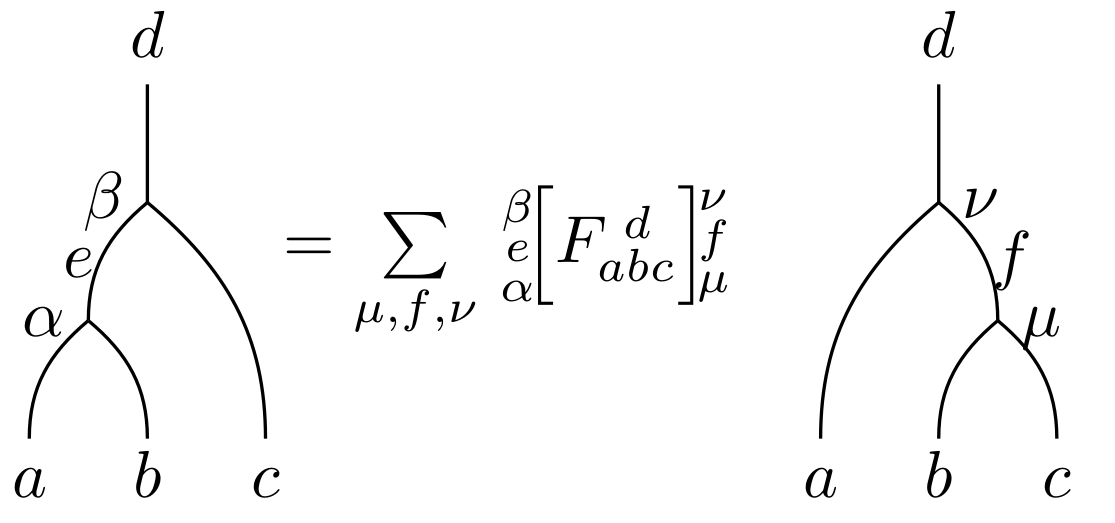 d d
β ν
e f
α μ
= ∑ μ,f,ν β e α [F d abc] ν f μ
a b c a b c